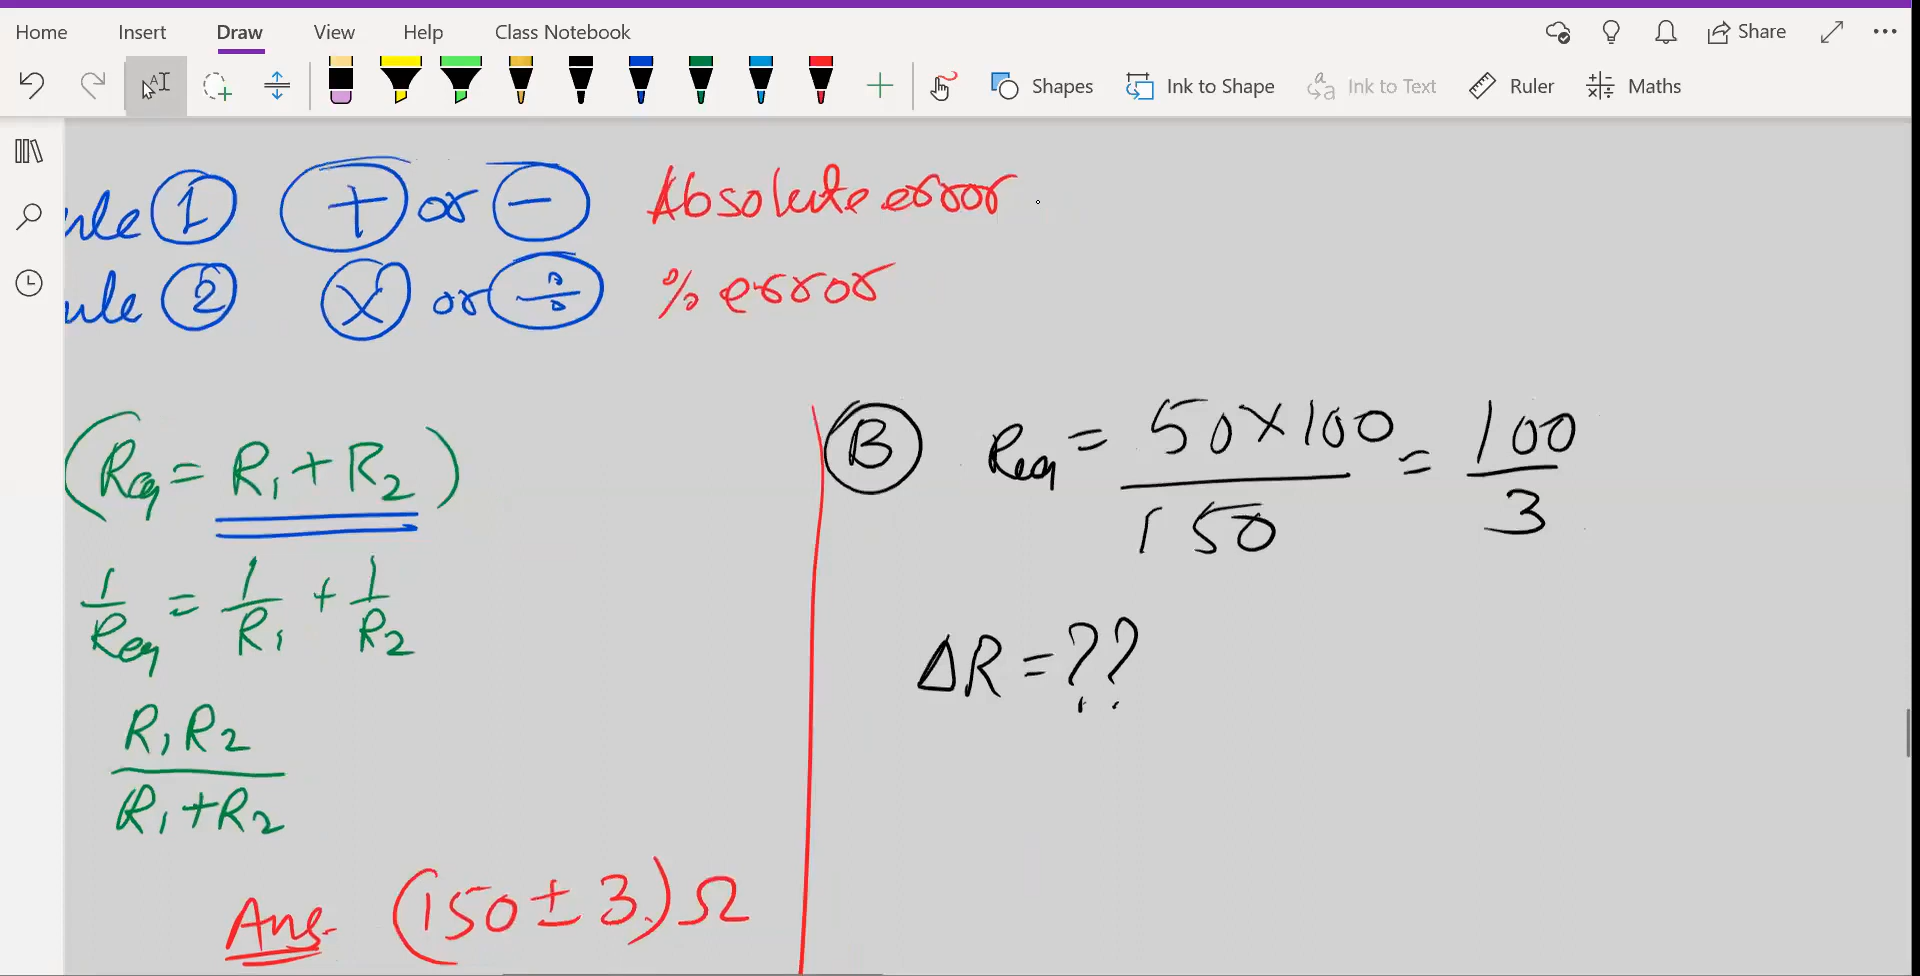 Home Insert Draw View Help Class Notebook Share
Shapes Ink to Shape Ink to Text Ruler Maths
ule ① + or - Absolute error
ule ② × or ÷ % error
(Req = R₁ + R₂)
1/Req = 1/R₁ + 1/R₂
R₁R₂
R₁+R₂
Ans. (150 ± 3)Ω
Ⓑ Req = 50×100/150 = 100/3
ΔR = ??